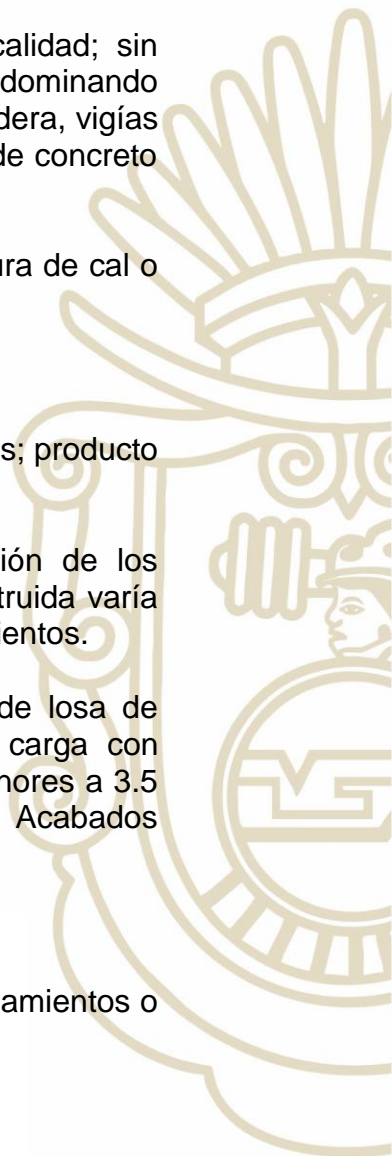 calidad; sin
dominando
dera, vigías
de concreto
ura de cal o
s; producto
ión de los
truida varía
ientos.
de losa de
carga con
nores a 3.5
Acabados
amientos o